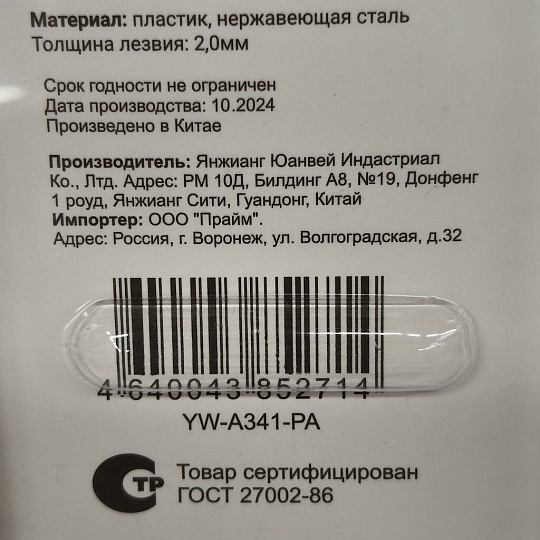 Материал: пластик, нержавеющая сталь
Толщина лезвия: 2,0мм
Срок годности не ограничен
Дата производства: 10.2024
Произведено в Китае
Производитель: Янжианг Юанвей Индастриал
Ко., Лтд. Адрес: РМ 10Д, Билдинг А8, №19, Донфенг
1 роуд, Янжианг Сити, Гуандонг, Китай
Импортер: ООО "Прайм".
Адрес: Россия, г. Воронеж, ул. Волгоградская, д.32
4 640043 852714
YW-A341-PA
СТР
Товар сертифицирован
ГОСТ 27002-86